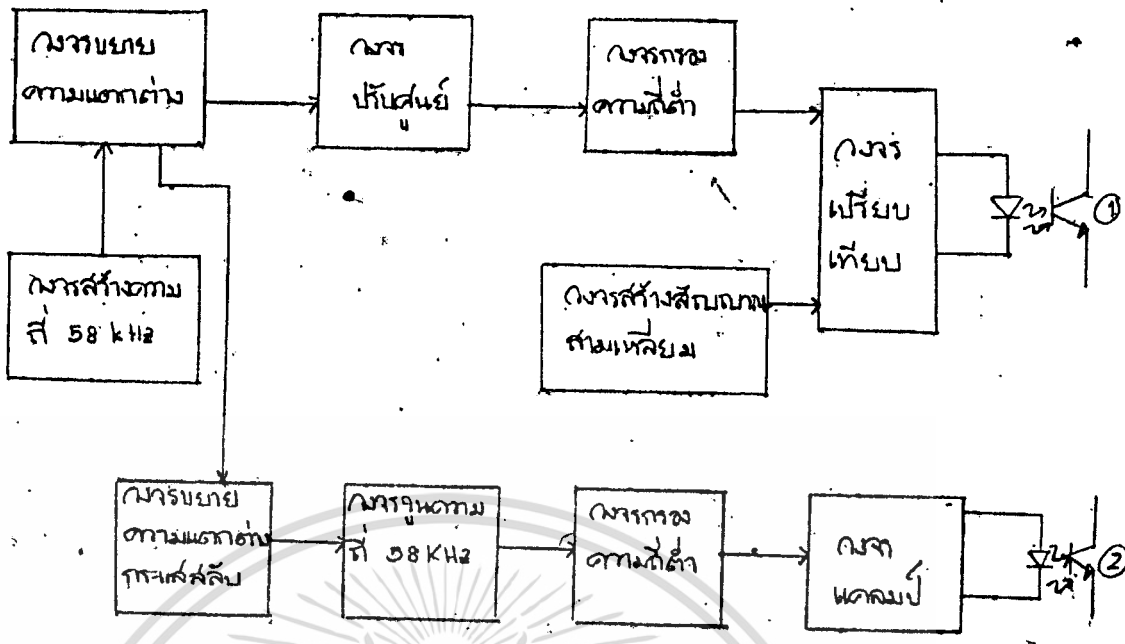 วงจรขยาย
ความแตกต่าง
วงจร
ปรับศูนย์
วงจรกรอง
ความถี่ต่ำ
วงจร
เปรียบ
เทียบ
①
วงจรสร้างความ
ถี่ 58 kHz
วงจรสร้างสัญญาณ
สามเหลี่ยม
วงจรขยาย
ความแตกต่าง
กระแสสลับ
วงจรจูนความ
ถี่ 58 KHz
วงจรกรอง
ความถี่ต่ำ
วงจร
แคลมป์
②